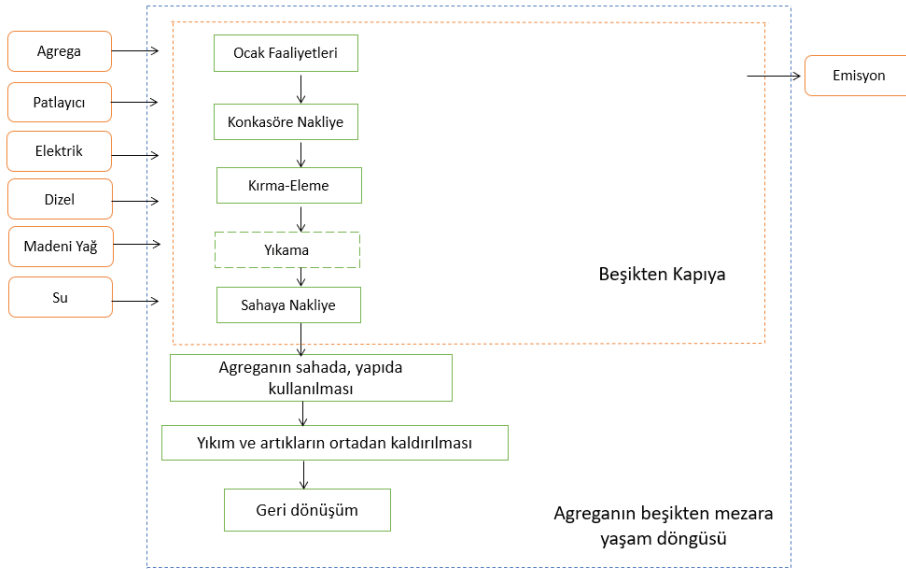 Agrega
Patlayıcı
Elektrik
Dizel
Madeni Yağ
Su
Ocak Faaliyetleri
Konkasöre Nakliye
Kırma-Eleme
Yıkama
Sahaya Nakliye
Beşikten Kapıya
Emisyon
Agreganın sahada, yapıda
kullanılması
Yıkım ve artıkların ortadan kaldırılması
Geri dönüşüm
Agreganın beşikten mezara
yaşam döngüsü